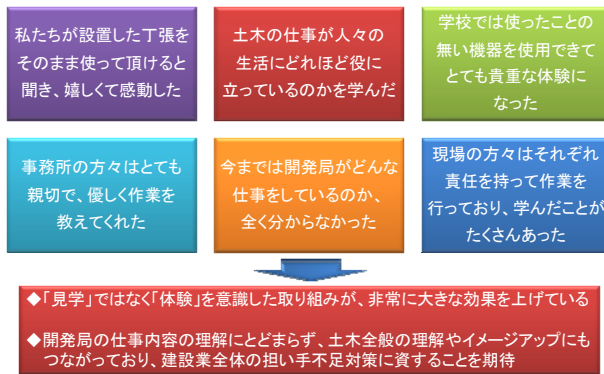 私たちが設置した丁張を
そのまま使って頂けると
聞き、嬉しくて感動した
土木の仕事が人々の
生活にどれほど役に
立っているのかを学んだ
学校では使ったことの
無い機器を使用できて
とても貴重な体験に
なった
事務所の方々はとても
親切で、優しく作業を
教えてくれた
今までは開発局がどんな
仕事をしているのか、
全く分からなかった
現場の方々はそれぞれ
責任を持って作業を
行っており、学んだことが
たくさんあった
◆「見学」ではなく「体験」を意識した取り組みが、非常に大きな効果を上げている
◆開発局の仕事内容の理解にとどまらず、土木全般の理解やイメージアップにも
つながっており、建設業全体の担い手不足対策に資することを期待